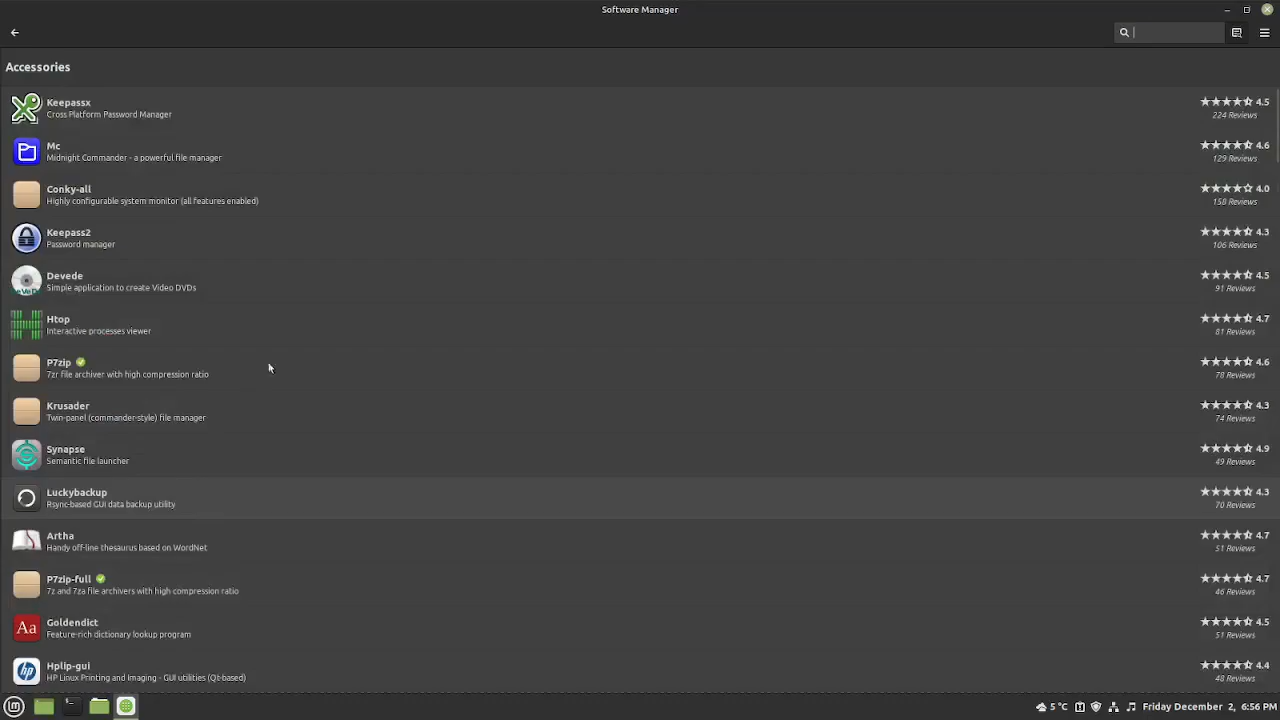 Software Manager
Accessories
Keepassx
Cross Platform Password Manager
4.5
224 Reviews
Mc
Midnight Commander - a powerful file manager
4.6
129 Reviews
Conky-all
Highly configurable system monitor (all features enabled)
4.0
158 Reviews
Keepass2
Password manager
4.3
106 Reviews
Devede
Simple application to create Video DVDs
4.5
91 Reviews
Htop
Interactive processes viewer
4.7
81 Reviews
P7zip
7zr file archiver with high compression ratio
4.6
78 Reviews
Krusader
Twin-panel (commander-style) file manager
4.3
74 Reviews
Synapse
Semantic file launcher
4.9
49 Reviews
Luckybackup
Rsync-based GUI data backup utility
4.3
70 Reviews
Artha
Handy off-line thesaurus based on WordNet
4.7
51 Reviews
P7zip-full
7z and 7za file archivers with high compression ratio
4.7
46 Reviews
Aa
Goldendict
Feature-rich dictionary lookup program
4.5
51 Reviews
hp
Hplip-gui
HP Linux Printing and Imaging - GUI utilities (Qt-based)
4.4
48 Reviews
5 °C
Friday December 2, 6:56 PM